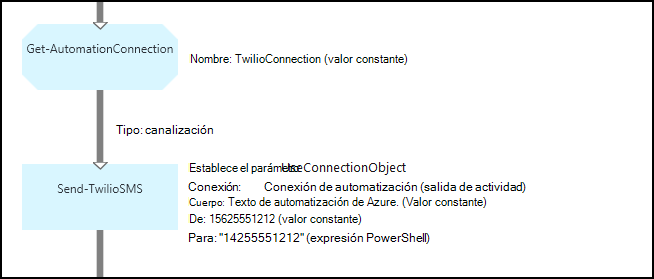 Get-AutomationConnection
Nombre: TwilioConnection (valor constante)
Tipo: canalización
Establece el parámetro UseConnectionObject
Send-TwilioSMS
Conexión: Conexión de automatización (salida de actividad)
Cuerpo: Texto de automatización de Azure. (Valor constante)
De: 15625551212 (valor constante)
Para: "14255551212" (expresión PowerShell)